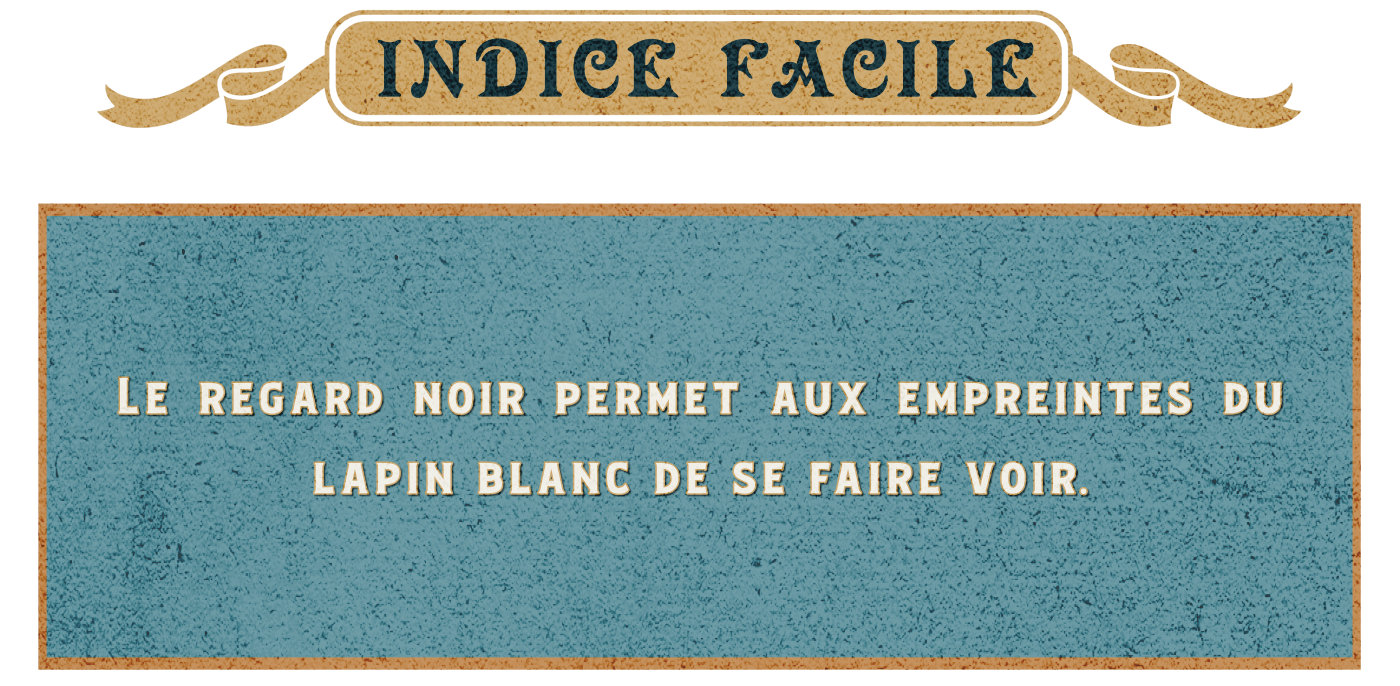 INDICE FACILE
Le regard noir permet aux empreintes du
lapin blanc de se faire voir.